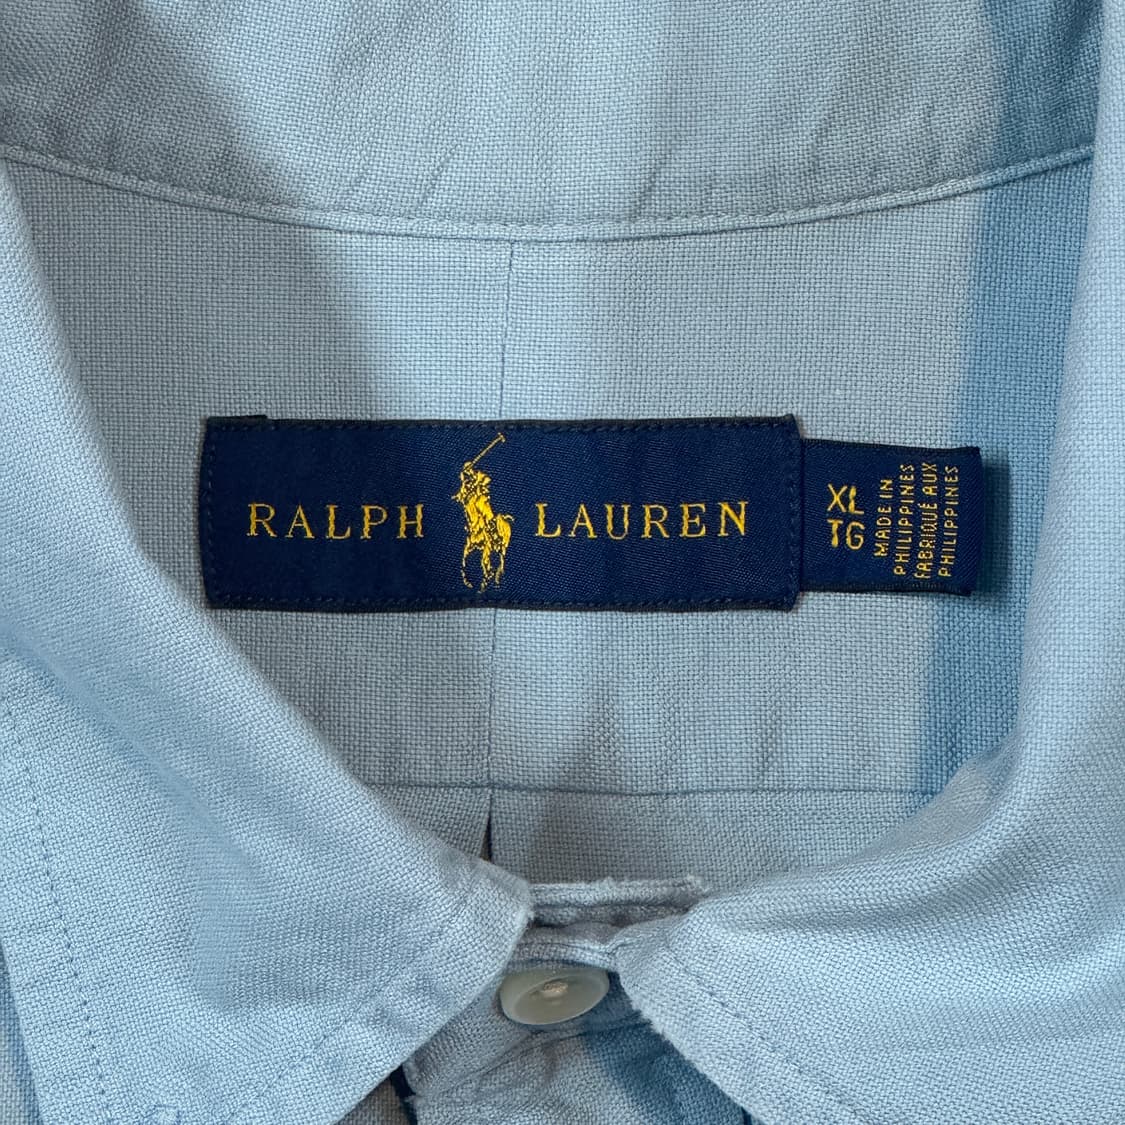 RALPH LAUREN
XL
TG
MADE IN
PHILIPPINES
FABRIQUÉ AUX
PHILIPPINES